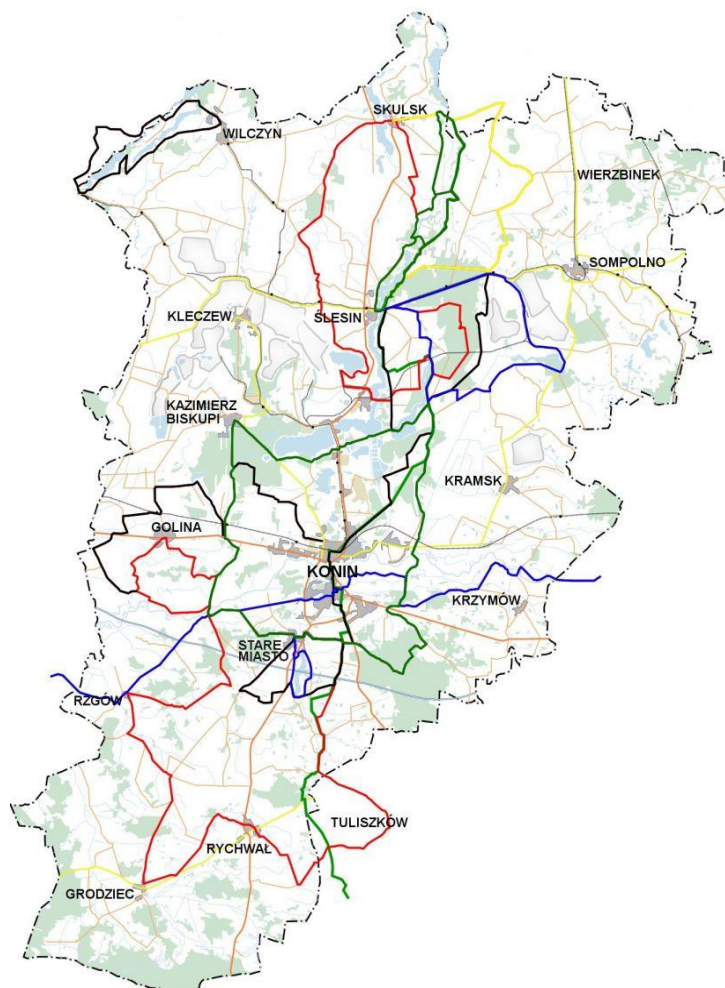 SKULSK
WILCZYN
WIERZBINEK
SOMPOLNO
KLECZEW
ŚLESIN
KAZIMIERZ
BISKUPI
KRAMSK
GOLINA
KONIN
KRZYMÓW
STARE
MIASTO
RZGÓW
TULISZKÓW
RYCHWAŁ
GRODZIEC